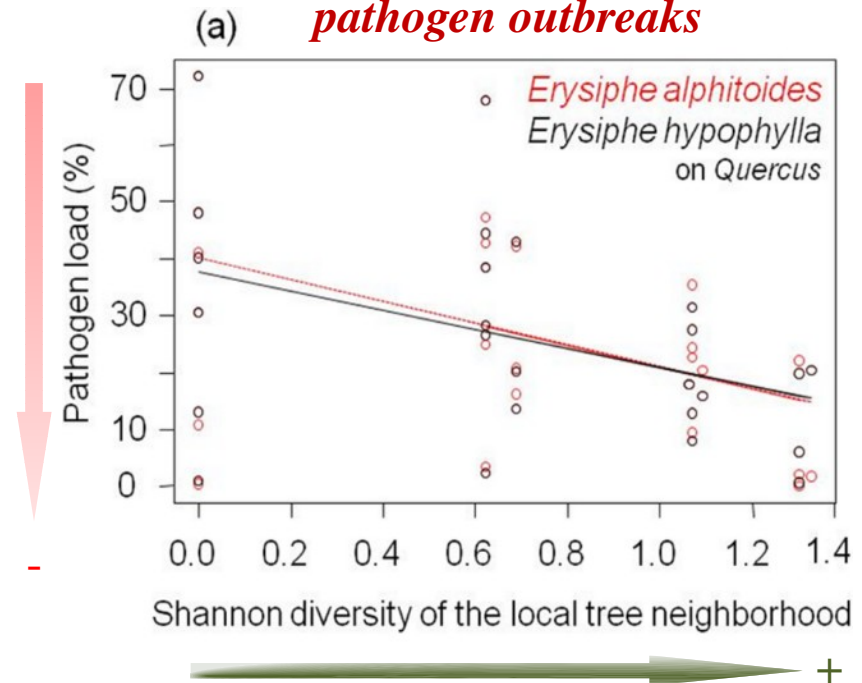 pathogen outbreaks
(a)
Erysiphe alphitoides
Erysiphe hypophylla
on Quercus
Pathogen load (%)
70
50
30
10
0
0.0 0.2 0.4 0.6 0.8 1.0 1.2 1.4
Shannon diversity of the local tree neighborhood
-
+